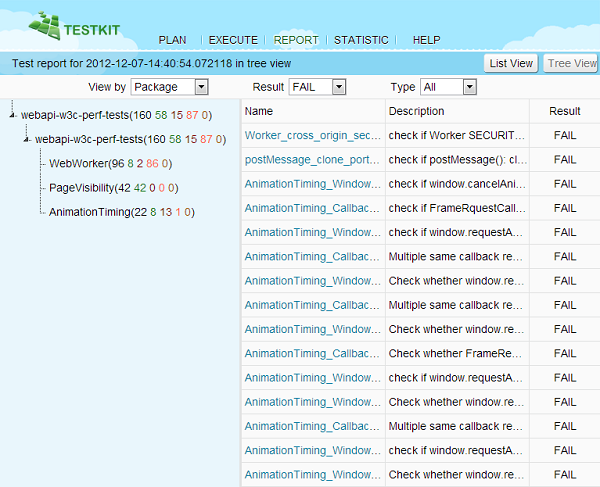 TESTKIT
PLAN | EXECUTE | REPORT | STATISTIC | HELP
Test report for 2012-12-07-14:40:54.072118 in tree view
List View
Tree View
View by Package
Result FAIL
Type All
webapi-w3c-perf-tests(160 58 15 87 0)
webapi-w3c-perf-tests(160 58 15 87 0)
WebWorker(96 8 2 86 0)
PageVisibility(42 42 0 0 0)
AnimationTiming(22 8 13 1 0)
Name Description Result
Worker_cross_origin_sec... check if Worker SECURIT... FAIL
postMessage_clone_port... check if postMessage(): cl... FAIL
AnimationTiming_Window... check if window.cancelAni... FAIL
AnimationTiming_Callbac... check if FrameRquestCall... FAIL
AnimationTiming_Window... check if window.requestA... FAIL
AnimationTiming_Callbac... Multiple same callback re... FAIL
AnimationTiming_Window... Check whether window.re... FAIL
AnimationTiming_Callbac... Multiple same callback re... FAIL
AnimationTiming_Window... Check whether window.re... FAIL
AnimationTiming_Window... check whether window.re... FAIL
AnimationTiming_Callbac... Check whether FrameRe... FAIL
AnimationTiming_Window... check if window.requestA... FAIL
AnimationTiming_Window... Check whether window.re... FAIL
AnimationTiming_Callbac... Multiple same callback re... FAIL
AnimationTiming_Window... check if window.requestA... FAIL
AnimationTiming_Window... Check whether window.re... FAIL